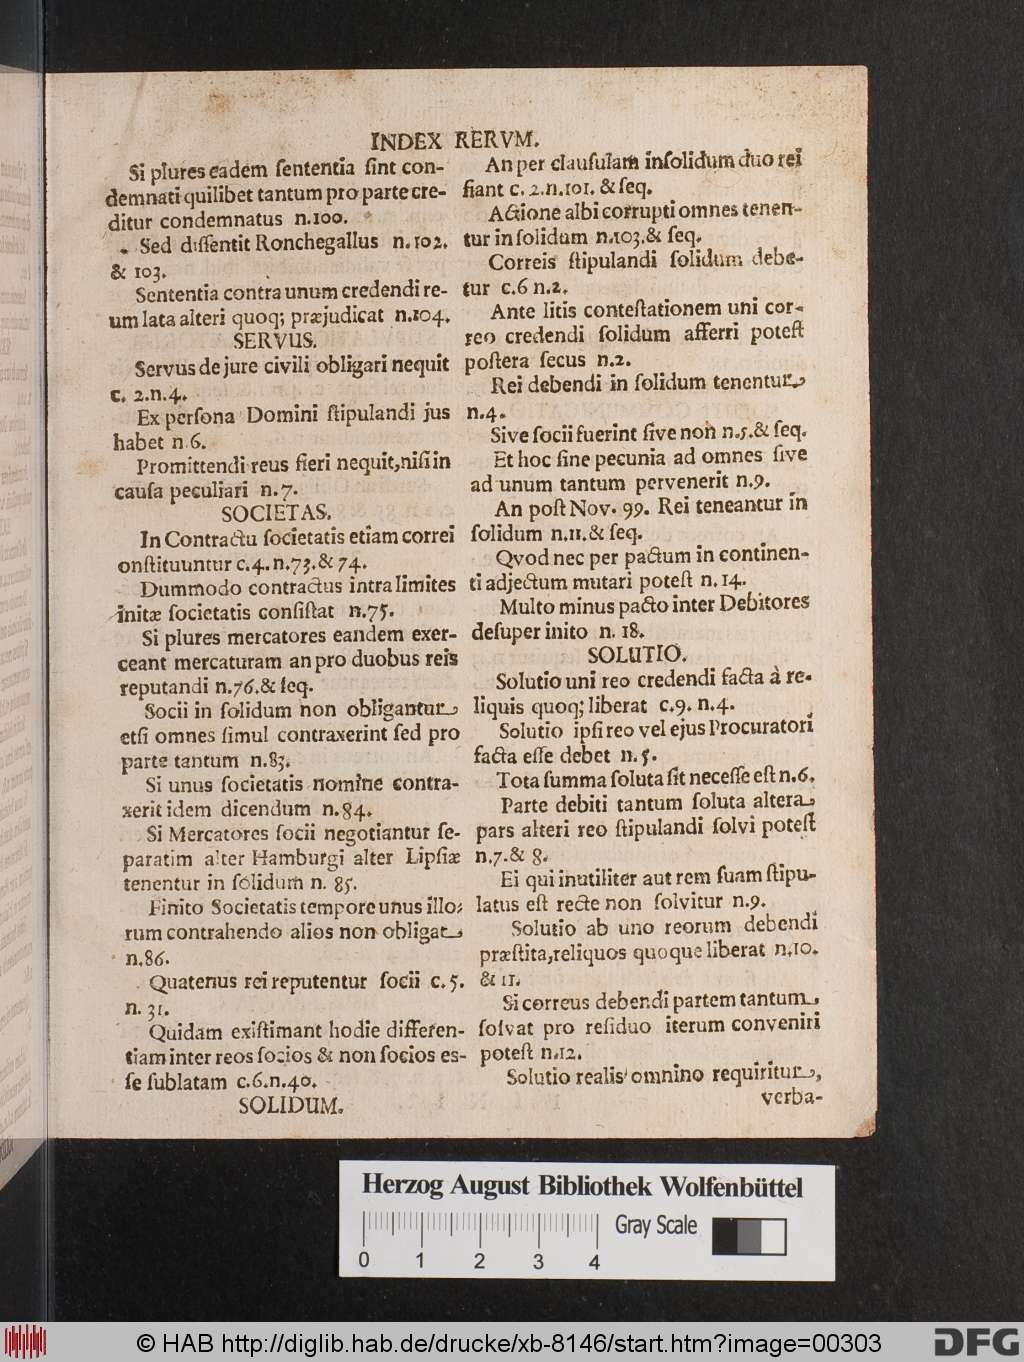 INDEX RERVM.
Si plures eadem ſententia ſint con-
demnati quilibet tantum pro parte cre-
ditur condemnatus n.100.
Sed diſſentit Ronchegallus n.102.
& 103.
Sententia contra unum credendi re-
um lata alteri quoq; præjudicat n.104.
SERVUS.
Servus de jure civili obligari nequit
c. 2.n.4.
Ex perſona Domini ſtipulandi jus
habet n.6.
Promittendi reus fieri nequit,niſi in
cauſa peculiari n.7.
SOCIETAS.
In Contractu ſocietatis etiam correi
onſtituuntur c.4.n.73.& 74.
Dummodo contractus intra limites
initæ ſocietatis conſiſtat n.75.
Si plures mercatores eandem exer-
ceant mercaturam an pro duobus reis
reputandi n.76.& ſeq.
Socii in ſolidum non obligantur
etſi omnes ſimul contraxerint ſed pro
parte tantum n.83.
Si unus ſocietatis nomine contra-
xerit idem dicendum n.84.
Si Mercatores ſocii negotiantur ſe-
paratim alter Hamburgi alter Lipſiæ
tenentur in ſolidum n. 85.
Finito Societatis tempore unus illo-
rum contrahendo alios non obligat
n.86.
Quatenus rei reputentur ſocii c. 5.
n. 31.
Quidam exiſtimant hodie differen-
tiam inter reos ſocios & non ſocios es-
ſe ſublatam c.6.n.40.
SOLIDUM.
An per clauſulam inſolidum duo rei
fiant c. 2.n.101. & ſeq.
Actione albi corrupti omnes tenen-
tur in ſolidum n.103.& ſeq.
Correis ſtipulandi ſolidum debe-
tur c.6 n.2.
Ante litis conteſtationem uni cor-
reo credendi ſolidum afferri poteſt
poſtera ſecus n.2.
Rei debendi in ſolidum tenentur
n.4.
Sive ſocii fuerint ſive non n.5.& ſeq.
Et hoc ſine pecunia ad omnes ſive
ad unum tantum pervenerit n.9.
An poſt Nov. 99. Rei teneantur in
ſolidum n.11.& ſeq.
Qvod nec per pactum in continen-
ti adjectum mutari poteſt n.14.
Multo minus pacto inter Debitores
deſuper inito n. 18.
SOLUTIO.
Solutio uni reo credendi facta à re-
liquis quoq; liberat c.9. n.4.
Solutio ipſi reo vel ejus Procuratori
facta eſſe debet n.5.
Tota ſumma ſoluta ſit neceſſe eſt n.6.
Parte debiti tantum ſoluta altera
pars alteri reo ſtipulandi ſolvi poteſt
n.7.& 8.
Ei qui inutiliter aut rem ſuam ſtipu-
latus eſt recte non ſolvitur n.9.
Solutio ab uno reorum debendi
præſtita,reliquos quoque liberat n.10.
& 11.
Si correus debendi partem tantum
ſolvat pro reſiduo iterum conveniri
poteſt n.12.
Solutio realis omnino requiritur,
verba-
Herzog August Bibliothek Wolfenbüttel
Gray Scale
0 1 2 3 4
© HAB http://diglib.hab.de/drucke/xb-8146/start.htm?image=00303
DFG